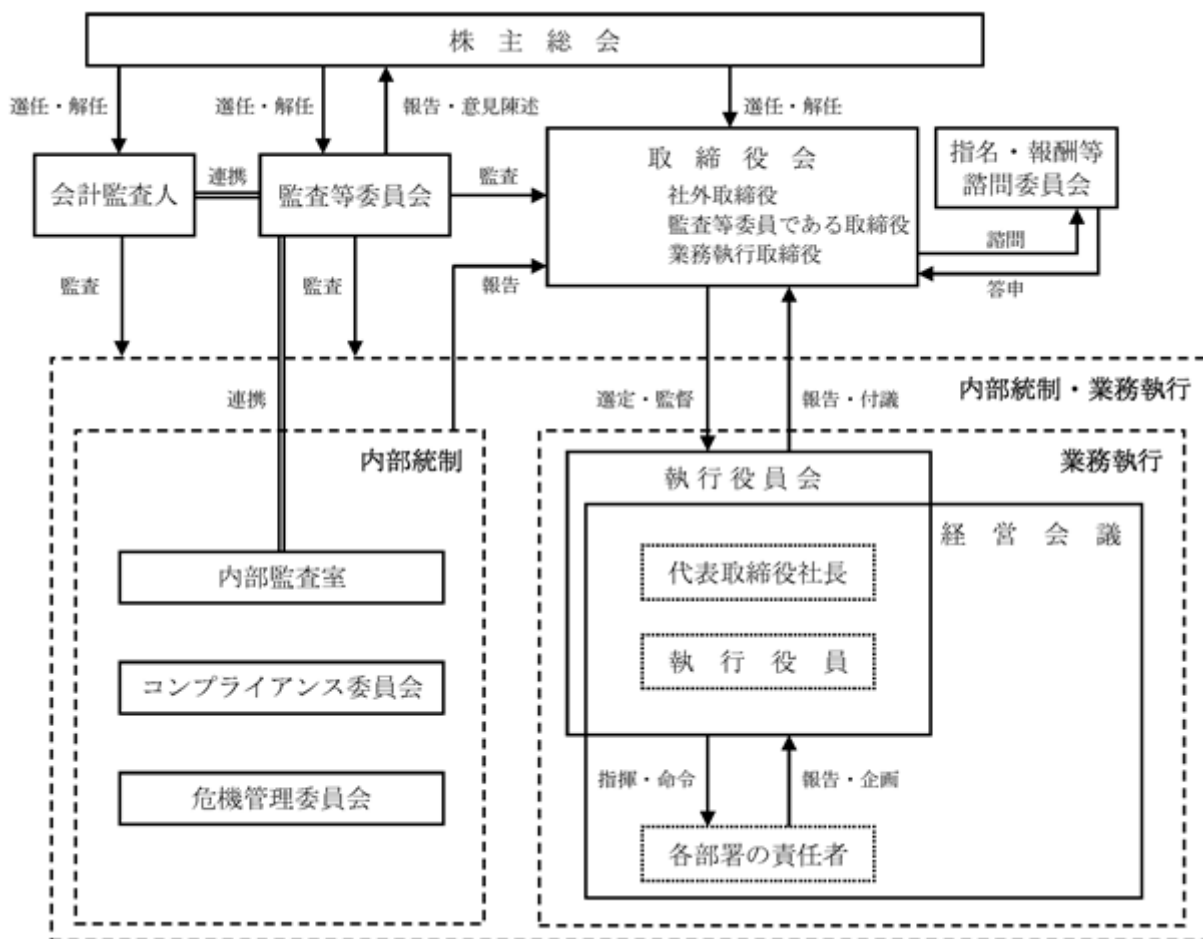 株主総会
選任・解任
選任・解任
報告・意見陳述
選任・解任
会計監査人
連携
監査等委員会
監査
取締役会
社外取締役
監査等委員である取締役
業務執行取締役
指名・報酬等
諮問委員会
諮問
答申
監査
監査
報告
連携
選定・監督
報告・付議
内部統制・業務執行
内部統制
業務執行
執行役員会
経営会議
内部監査室
代表取締役社長
コンプライアンス委員会
執行役員
危機管理委員会
指揮・命令
報告・企画
各部署の責任者